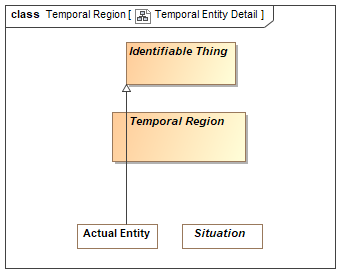 class Temporal Region [ Temporal Entity Detail ]
Identifiable Thing
Temporal Region
Actual Entity
Situation